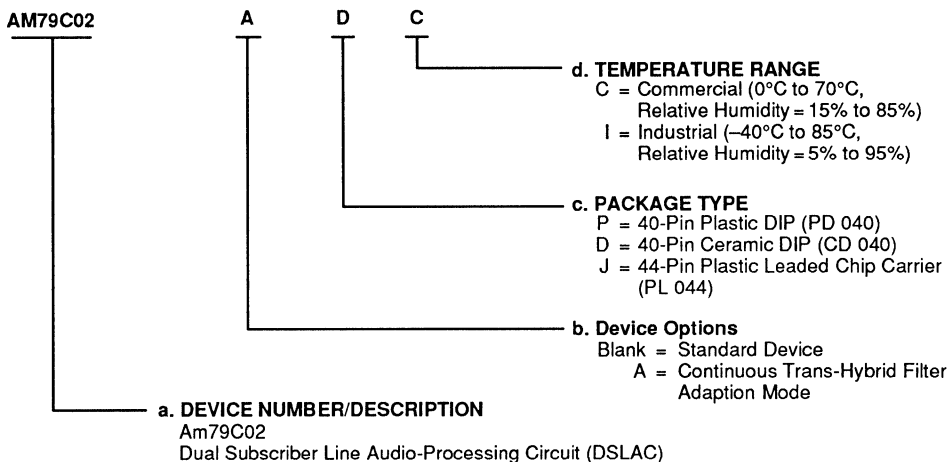 AM79C02 A D C
d. TEMPERATURE RANGE
C = Commercial (0°C to 70°C,
Relative Humidity = 15% to 85%)
I = Industrial (–40°C to 85°C,
Relative Humidity = 5% to 95%)
c. PACKAGE TYPE
P = 40-Pin Plastic DIP (PD 040)
D = 40-Pin Ceramic DIP (CD 040)
J = 44-Pin Plastic Leaded Chip Carrier
(PL 044)
b. Device Options
Blank = Standard Device
A = Continuous Trans-Hybrid Filter
Adaption Mode
a. DEVICE NUMBER/DESCRIPTION
Am79C02
Dual Subscriber Line Audio-Processing Circuit (DSLAC)